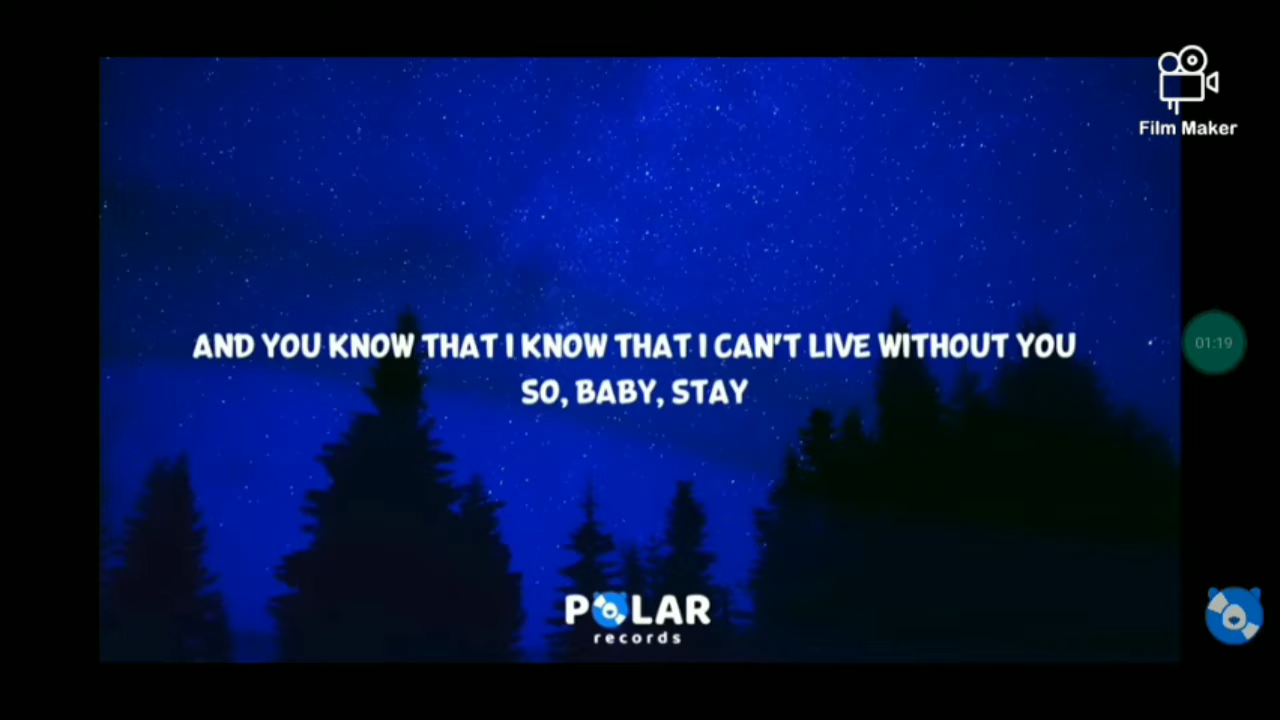 Film Maker
AND YOU KNOW THAT I KNOW THAT I CAN'T LIVE WITHOUT YOU
SO, BABY, STAY
01:19
POLAR
records